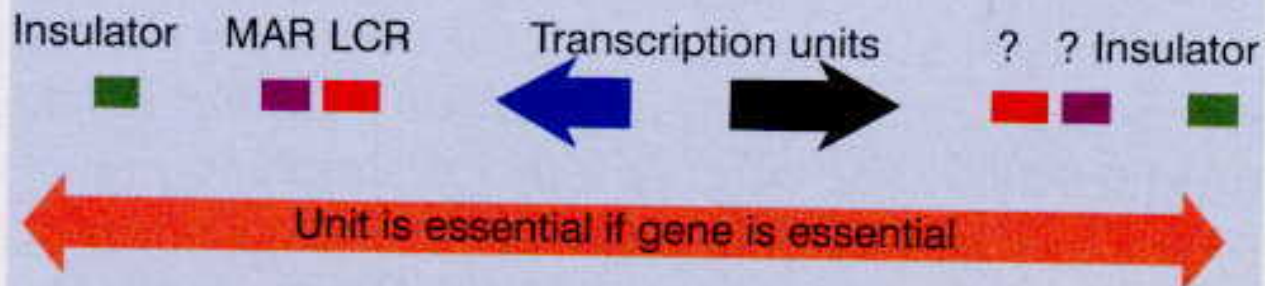 Insulator MAR LCR Transcription units ? ? Insulator
Unit is essential if gene is essential